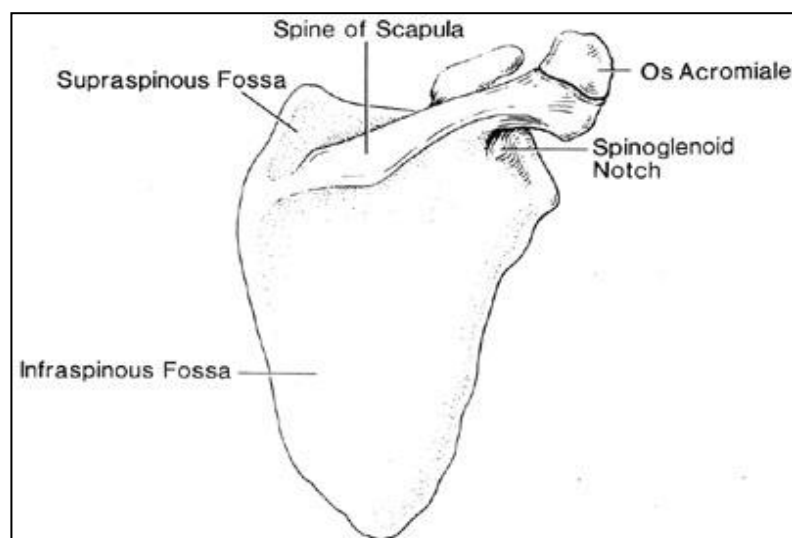 Spine of Scapula
Supraspinous Fossa
Os Acromiale
Spinoglenoid
Notch
Infraspinous Fossa